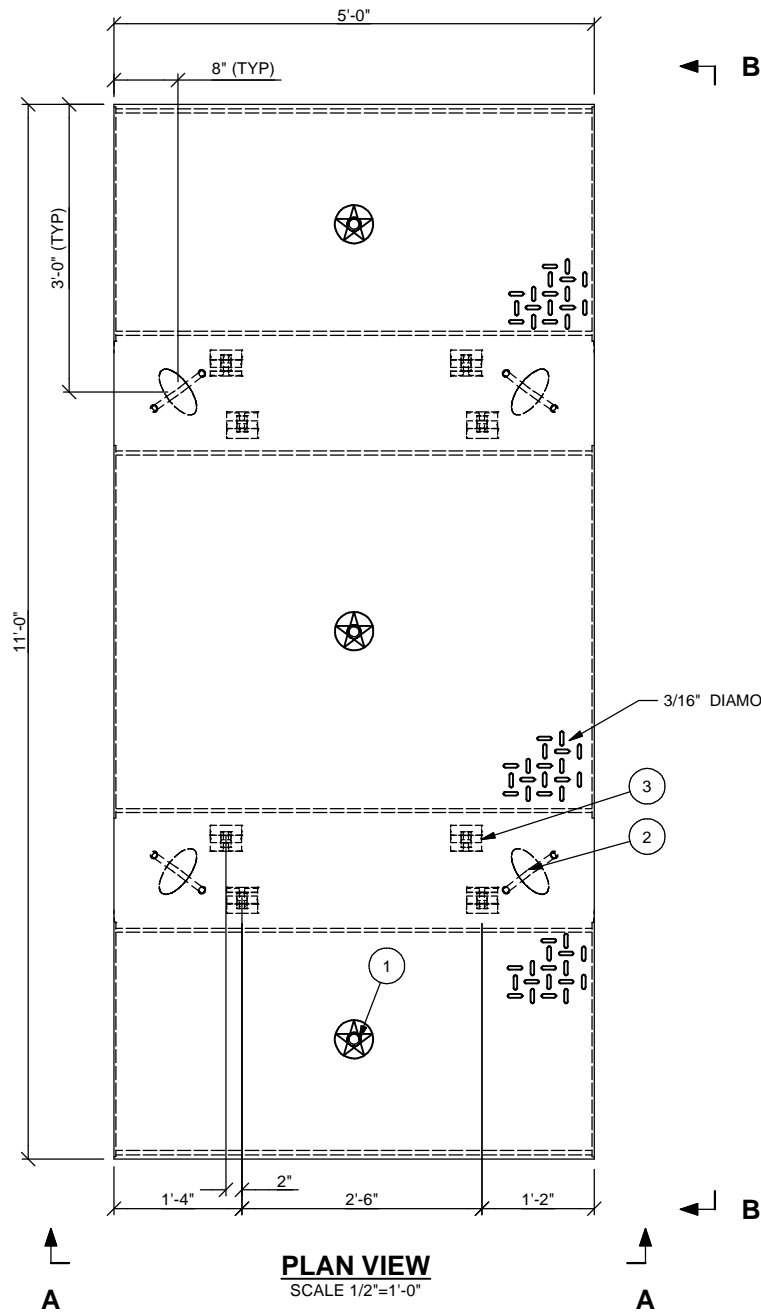 5'-0"
8" (TYP)
B
3'-0" (TYP)
11'-0"
3/16" DIAMO
3
2
1
2"
1'-4"
2'-6"
1'-2"
B
PLAN VIEW
SCALE 1/2"=1'-0"
A
A